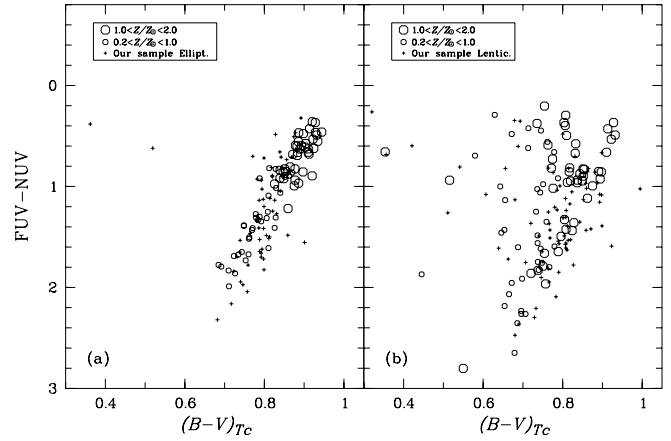 1.0<Z/Z⊙<2.0
0.2<Z/Z⊙<1.0
Our sample Ellipt.
1.0<Z/Z⊙<2.0
0.2<Z/Z⊙<1.0
Our sample Lentic.
FUV−NUV
0
1
2
3
(a)
(b)
0.4 0.6 0.8 1
0.4 0.6 0.8 1
(B−V)Tc
(B−V)Tc